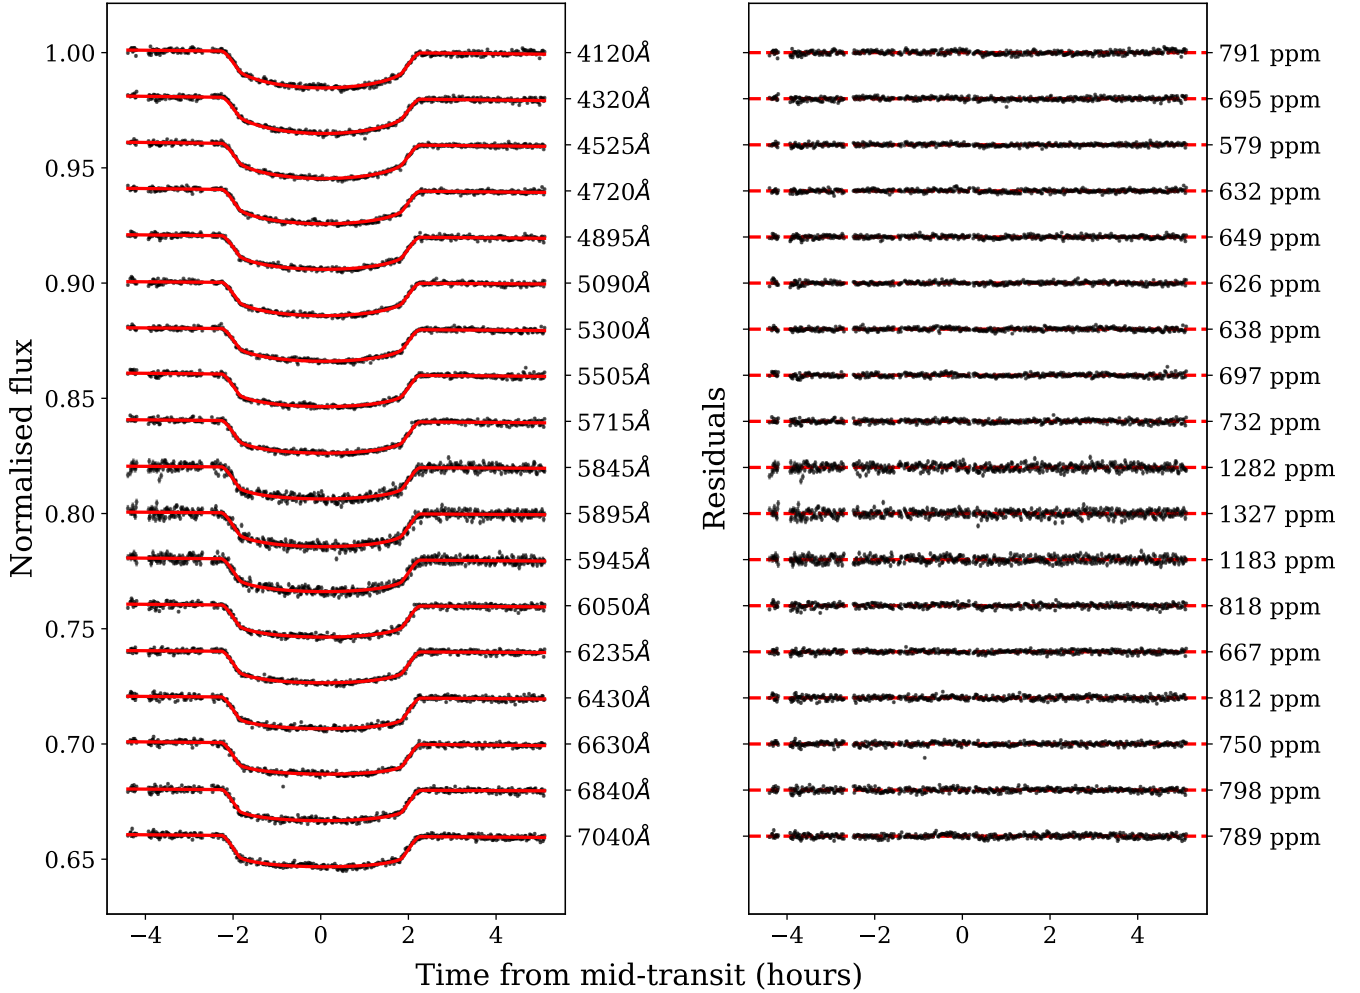 1.00
0.95
0.90
0.85
0.80
0.75
0.70
0.65
Normalised flux
−4
−2
0
2
4
4120Å
4320Å
4525Å
4720Å
4895Å
5090Å
5300Å
5505Å
5715Å
5845Å
5895Å
5945Å
6050Å
6235Å
6430Å
6630Å
6840Å
7040Å
Residuals
−4
−2
0
2
4
791 ppm
695 ppm
579 ppm
632 ppm
649 ppm
626 ppm
638 ppm
697 ppm
732 ppm
1282 ppm
1327 ppm
1183 ppm
818 ppm
667 ppm
812 ppm
750 ppm
798 ppm
789 ppm
Time from mid-transit (hours)